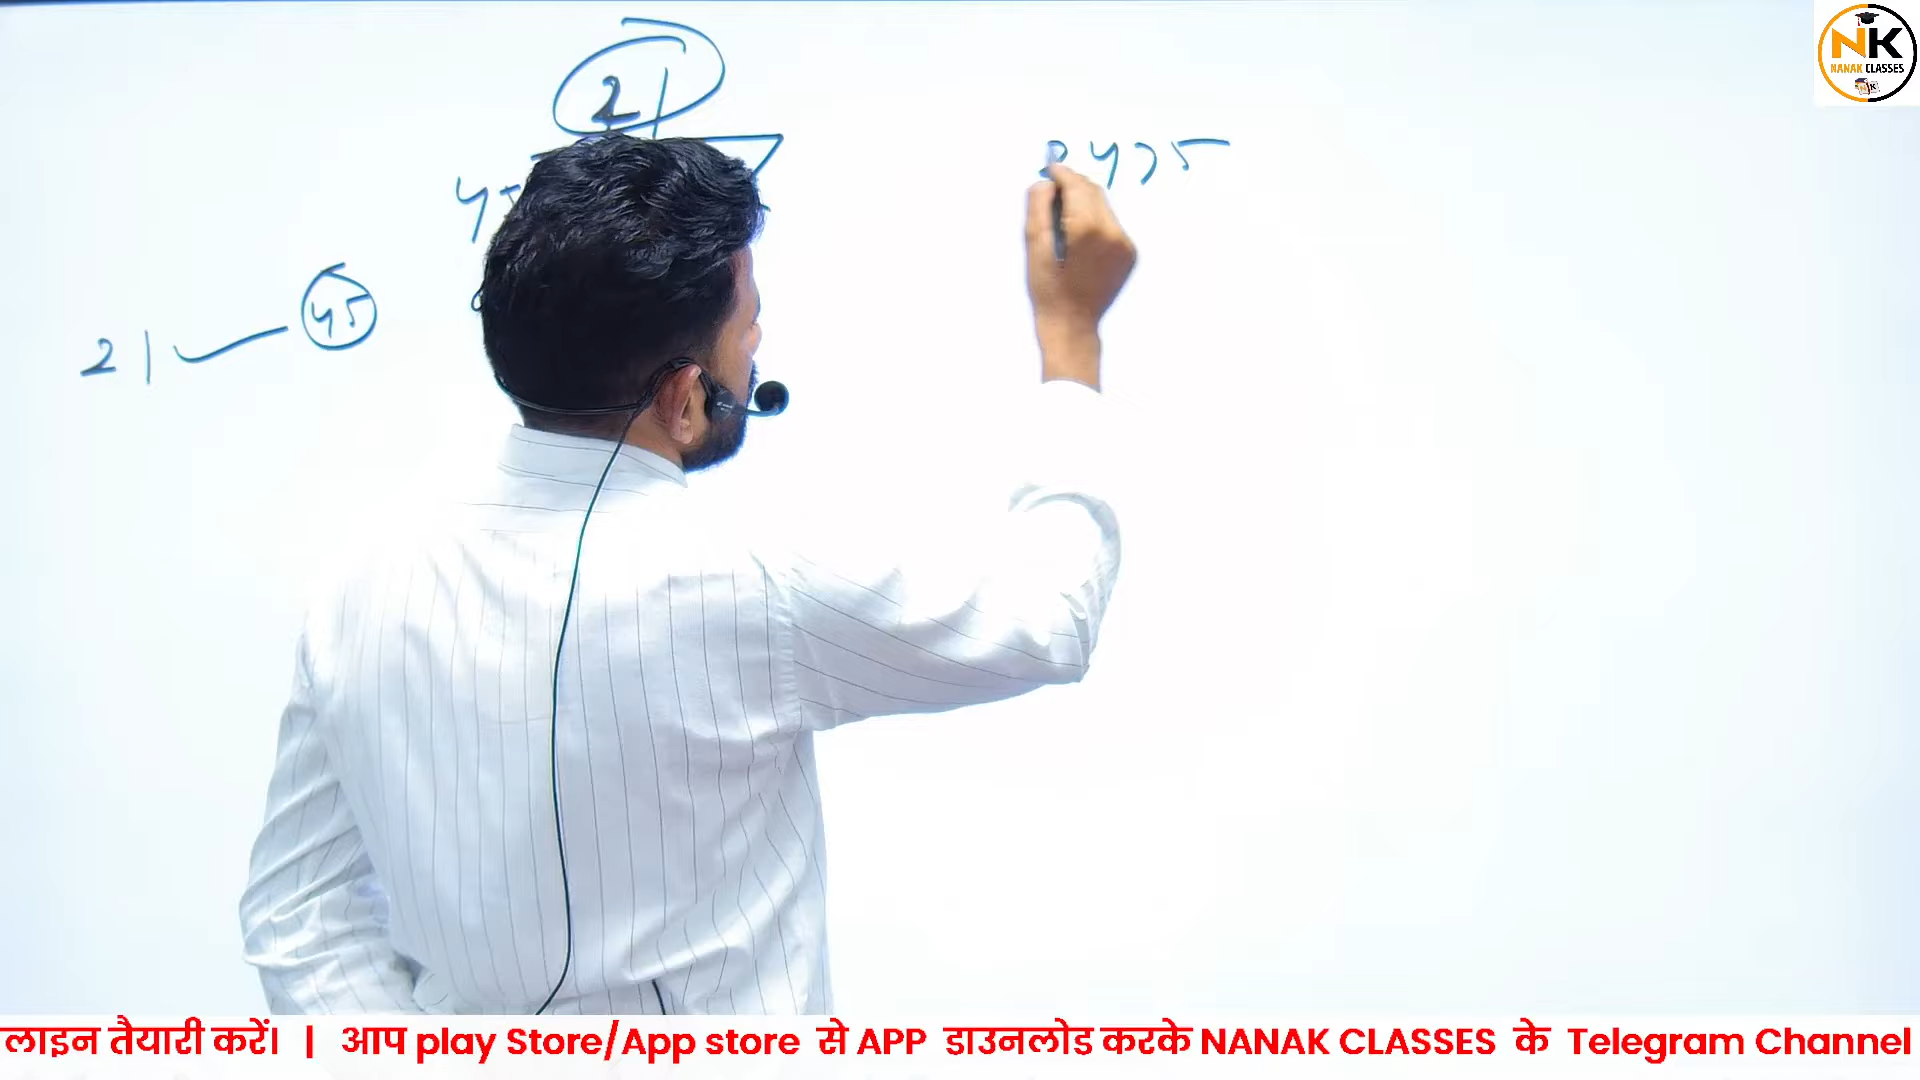 NK
NANAK CLASSES
21
45
21
लाइन तैयारी करें। | आप play Store/App store से APP डाउनलोड करके NANAK CLASSES के Telegram Channel